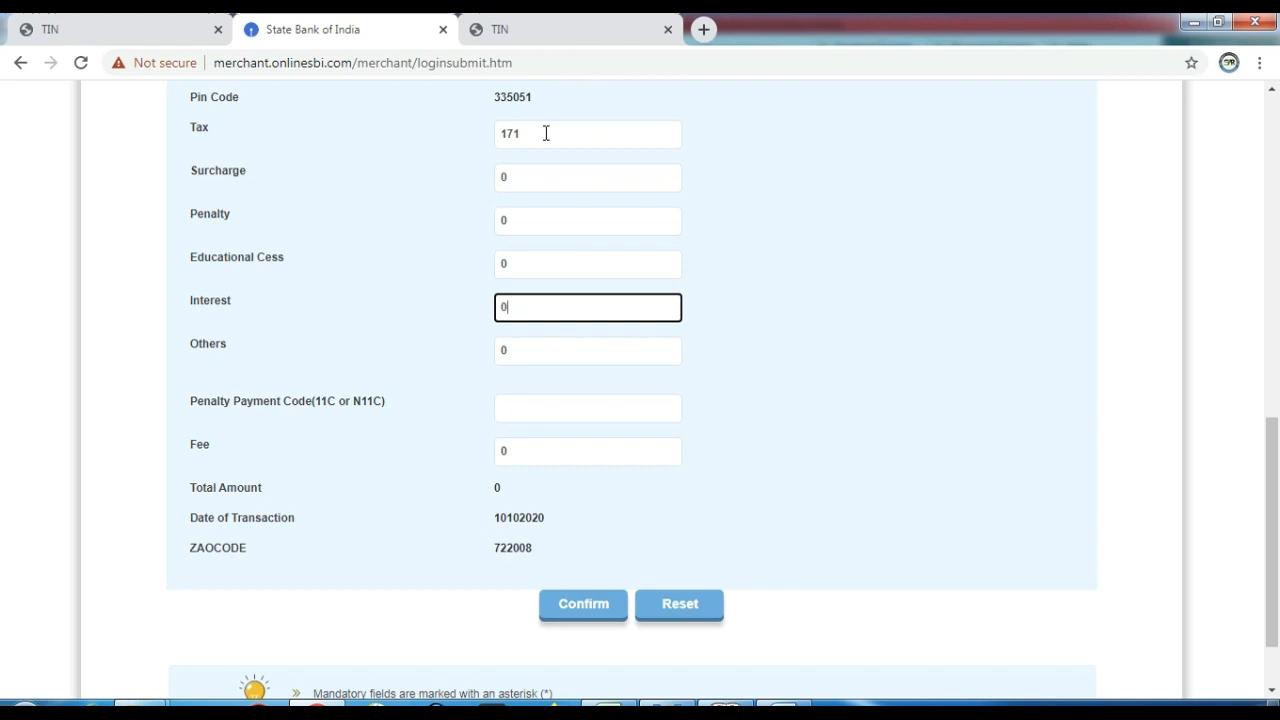 TIN
State Bank of India
TIN
Not secure
merchant.onlinesbi.com/merchant/loginsubmit.htm
Pin Code 335051
Tax 171
Surcharge 0
Penalty 0
Educational Cess 0
Interest 0
Others 0
Penalty Payment Code(11C or N11C)
Fee 0
Total Amount 0
Date of Transaction 10102020
ZAOCODE 722008
Confirm Reset
Mandatory fields are marked with an asterisk (*)